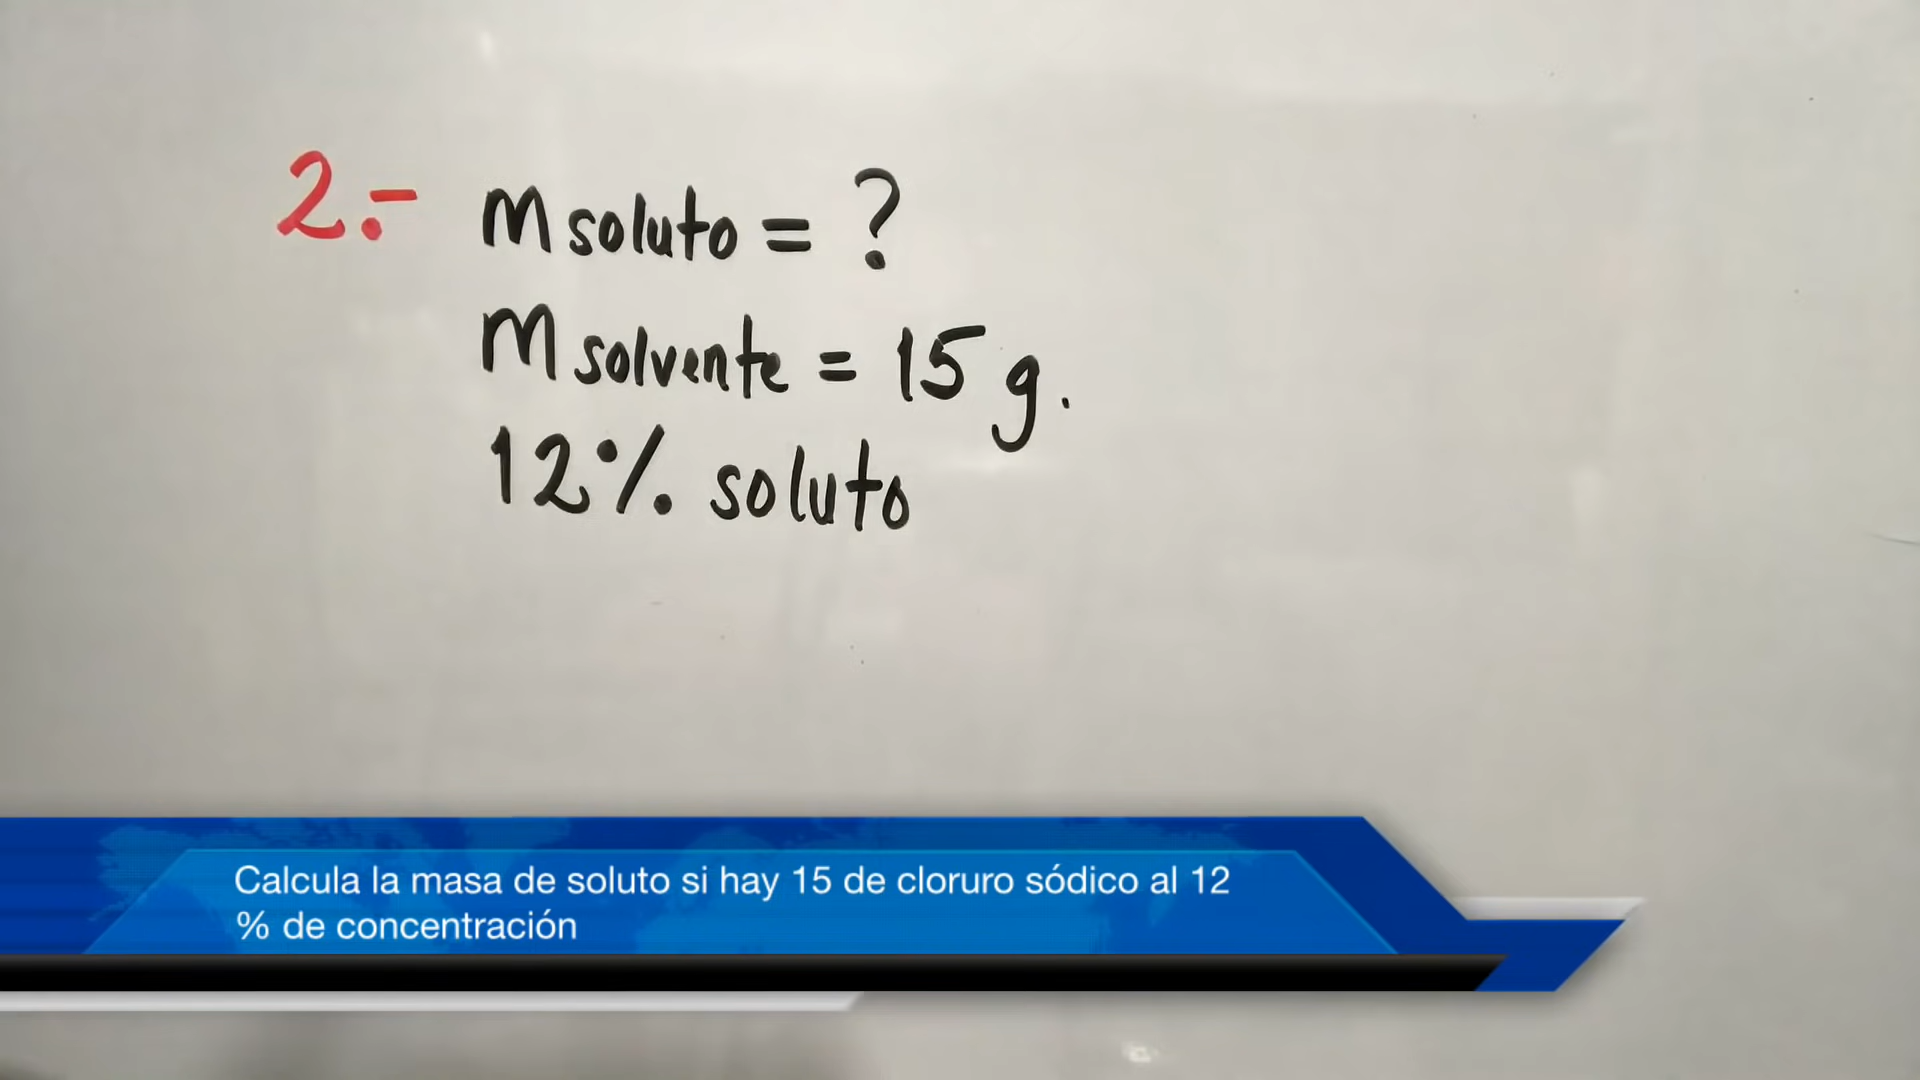 2.- m soluto = ?
m solvente = 15 g.
12% soluto
Calcula la masa de soluto si hay 15 de cloruro sódico al 12
% de concentración